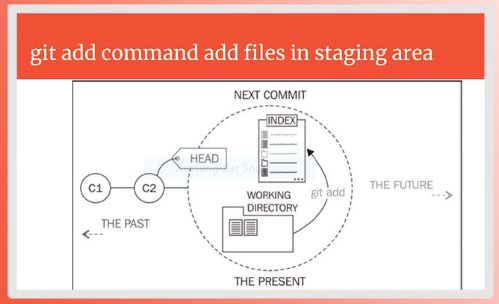 git add command add files in staging area
NEXT COMMIT
INDEX
HEAD
C1
C2
git add
THE FUTURE
WORKING
DIRECTORY
THE PAST
THE PRESENT